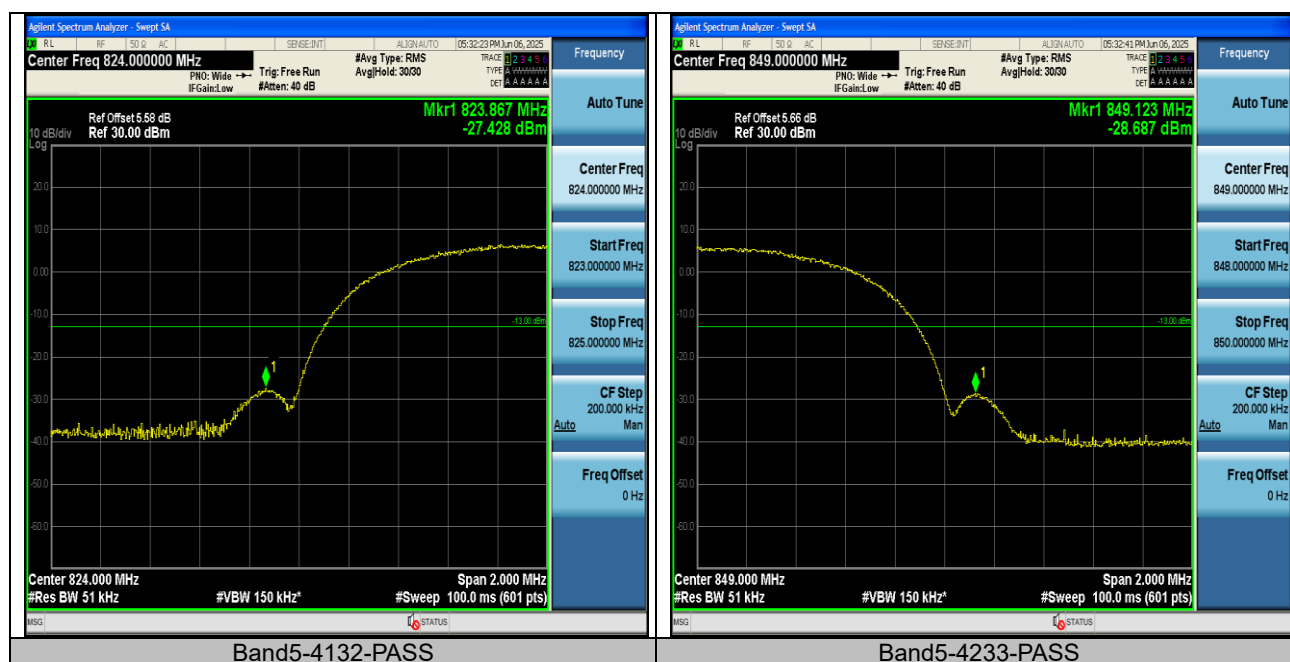 Agilent Spectrum Analyzer - Swept SA
RL RF 50 Ω AC SENSE:INT ALIGN AUTO 05:32:23 PM Jun 06, 2025
Center Freq 824.000000 MHz
PNO: Wide
IFGain:Low
Trig: Free Run
#Atten: 40 dB
#Avg Type: RMS
Avg|Hold: 30/30
TRACE 1 2 3 4 5 6
TYPE A
DET A A A A A A
Mkr1 823.867 MHz
-27.428 dBm
Ref Offset 5.58 dB
Ref 30.00 dBm
10 dB/div
Log
20.0
10.0
0.00
-10.0
-20.0
-30.0
-40.0
-50.0
-60.0
-13.00 dBm
1
Center 824.000 MHz
Span 2.000 MHz
#Res BW 51 kHz
#VBW 150 kHz*
#Sweep 100.0 ms (601 pts)
MSG
STATUS
Frequency
Auto Tune
Center Freq
824.000000 MHz
Start Freq
823.000000 MHz
Stop Freq
825.000000 MHz
CF Step
200.000 kHz
Auto Man
Freq Offset
0 Hz
Band5-4132-PASS
Agilent Spectrum Analyzer - Swept SA
RL RF 50 Ω AC SENSE:INT ALIGN AUTO 05:32:41 PM Jun 06, 2025
Center Freq 849.000000 MHz
PNO: Wide
IFGain:Low
Trig: Free Run
#Atten: 40 dB
#Avg Type: RMS
Avg|Hold: 30/30
TRACE 1 2 3 4 5 6
TYPE A
DET A A A A A A
Mkr1 849.123 MHz
-28.687 dBm
Ref Offset 5.66 dB
Ref 30.00 dBm
10 dB/div
Log
20.0
10.0
0.00
-10.0
-20.0
-30.0
-40.0
-50.0
-60.0
-13.00 dBm
1
Center 849.000 MHz
Span 2.000 MHz
#Res BW 51 kHz
#VBW 150 kHz*
#Sweep 100.0 ms (601 pts)
MSG
STATUS
Frequency
Auto Tune
Center Freq
849.000000 MHz
Start Freq
848.000000 MHz
Stop Freq
850.000000 MHz
CF Step
200.000 kHz
Auto Man
Freq Offset
0 Hz
Band5-4233-PASS